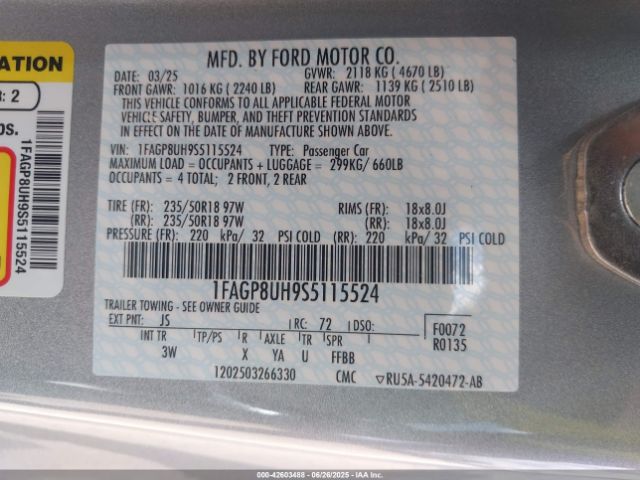 ATION
R: 2
os.
1FAGP8UH9S5115524
MFD. BY FORD MOTOR CO.
DATE: 03/25 GVWR: 2118 KG ( 4670 LB)
FRONT GAWR: 1016 KG ( 2240 LB) REAR GAWR: 1139 KG ( 2510 LB)
THIS VEHICLE CONFORMS TO ALL APPLICABLE FEDERAL MOTOR
VEHICLE SAFETY, BUMPER, AND THEFT PREVENTION STANDARDS
IN EFFECT ON THE DATE OF MANUFACTURE SHOWN ABOVE.
VIN: 1FAGP8UH9S5115524 TYPE: Passenger Car
MAXIMUM LOAD = OCCUPANTS + LUGGAGE = 299KG/ 660LB
OCCUPANTS = 4 TOTAL; 2 FRONT, 2 REAR
TIRE (FR): 235/50R18 97W RIMS (FR): 18x8.0J
(RR): 235/50R18 97W (RR): 18x8.0J
PRESSURE (FR): 220 kPa/ 32 PSI COLD (RR): 220 kPa/ 32 PSI COLD
1FAGP8UH9S5115524
TRAILER TOWING - SEE OWNER GUIDE
EXT PNT: JS RC: 72 DSO: F0072
R0135
INT TR TP/PS R AXLE TR SPR
3W X YA U FFBB
1202503266330 CMC RU5A-5420472-AB
000-42603488 06/26/2025 IAAI.COM